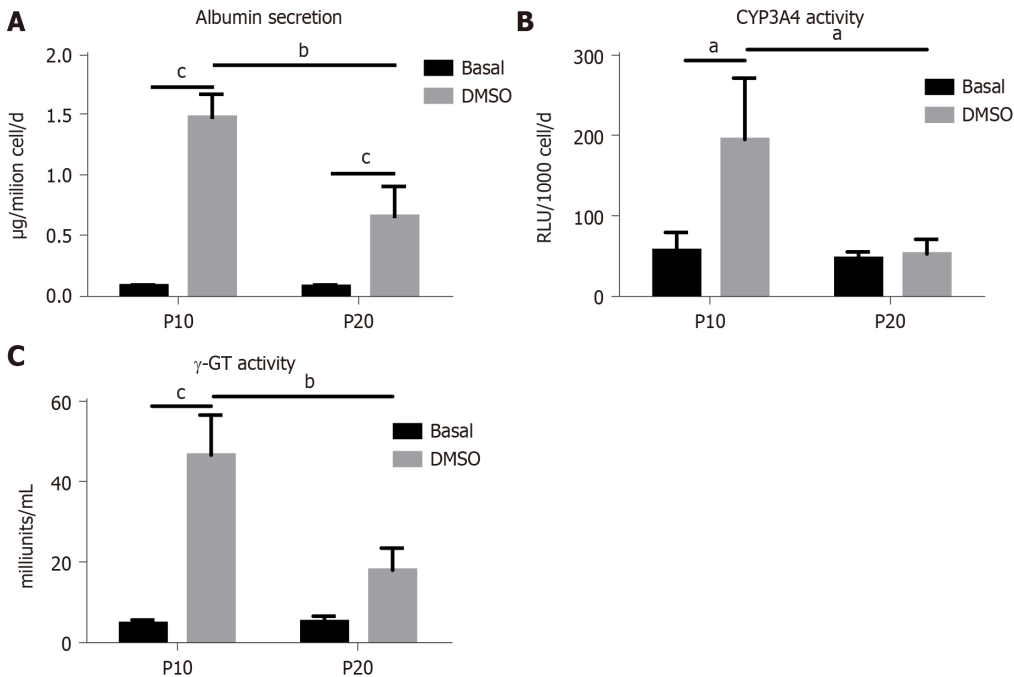 A
Albumin secretion
2.0
1.5
1.0
0.5
0.0
µg/milion cell/d
c
b
c
Basal
DMSO
P10
P20
B
CYP3A4 activity
300
200
100
0
RLU/1000 cell/d
a
a
Basal
DMSO
P10
P20
C
γ-GT activity
60
40
20
0
milliunits/mL
c
b
Basal
DMSO
P10
P20